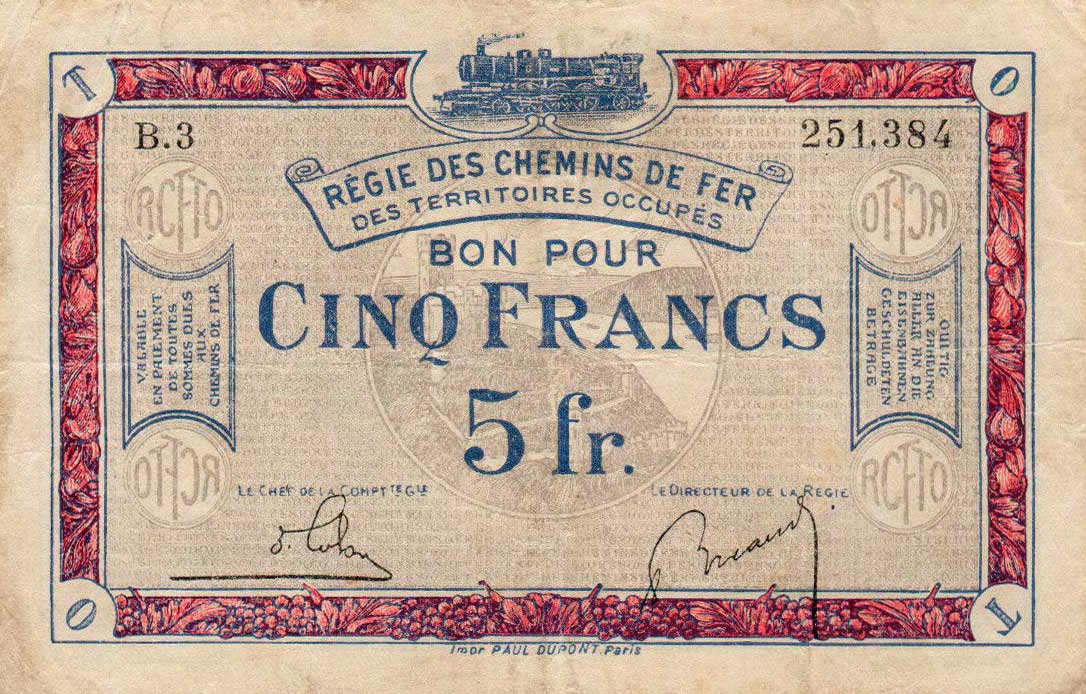 T
O
B.3
251,384
RÉGIE DES CHEMINS DE FER
DES TERRITOIRES OCCUPÉS
BON POUR
CINQ FRANCS
5 fr.
RCFTO
RCFTO
VALABLE
EN PAIEMENT
DE TOUTES
SOMMES DUES
AUX
CHEMINS DE FER
GÜLTIG
ZUR ZAHLUNG
ALLER AN DIE
EISENBAHNEN
GESCHULDETEN
BETRÄGE
RCFTO
RCFTO
LE CHEF DE LA COMPTTE GLE
LE DIRECTEUR DE LA RÉGIE
O
T
Impr PAUL DUPONT. Paris